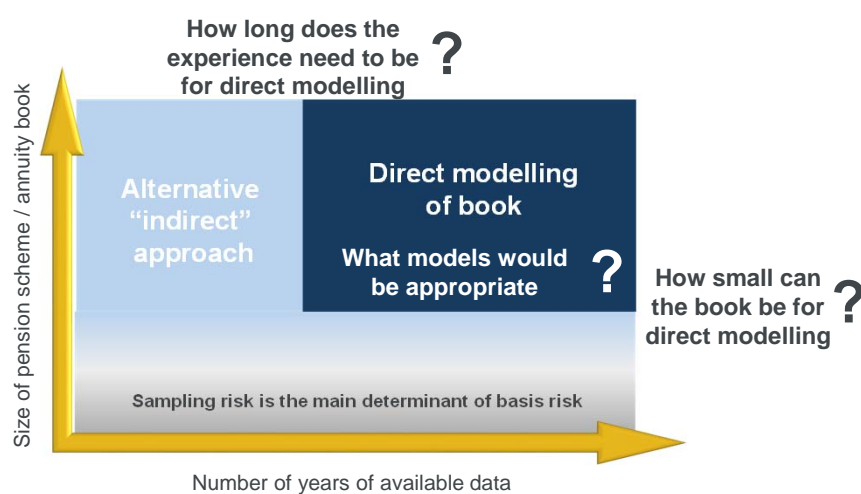 How long does the
experience need to be
for direct modelling
?
Size of pension scheme / annuity book
Alternative
“indirect”
approach
Direct modelling
of book
What models would
be appropriate
?
How small can
the book be for
direct modelling
?
Sampling risk is the main determinant of basis risk
Number of years of available data